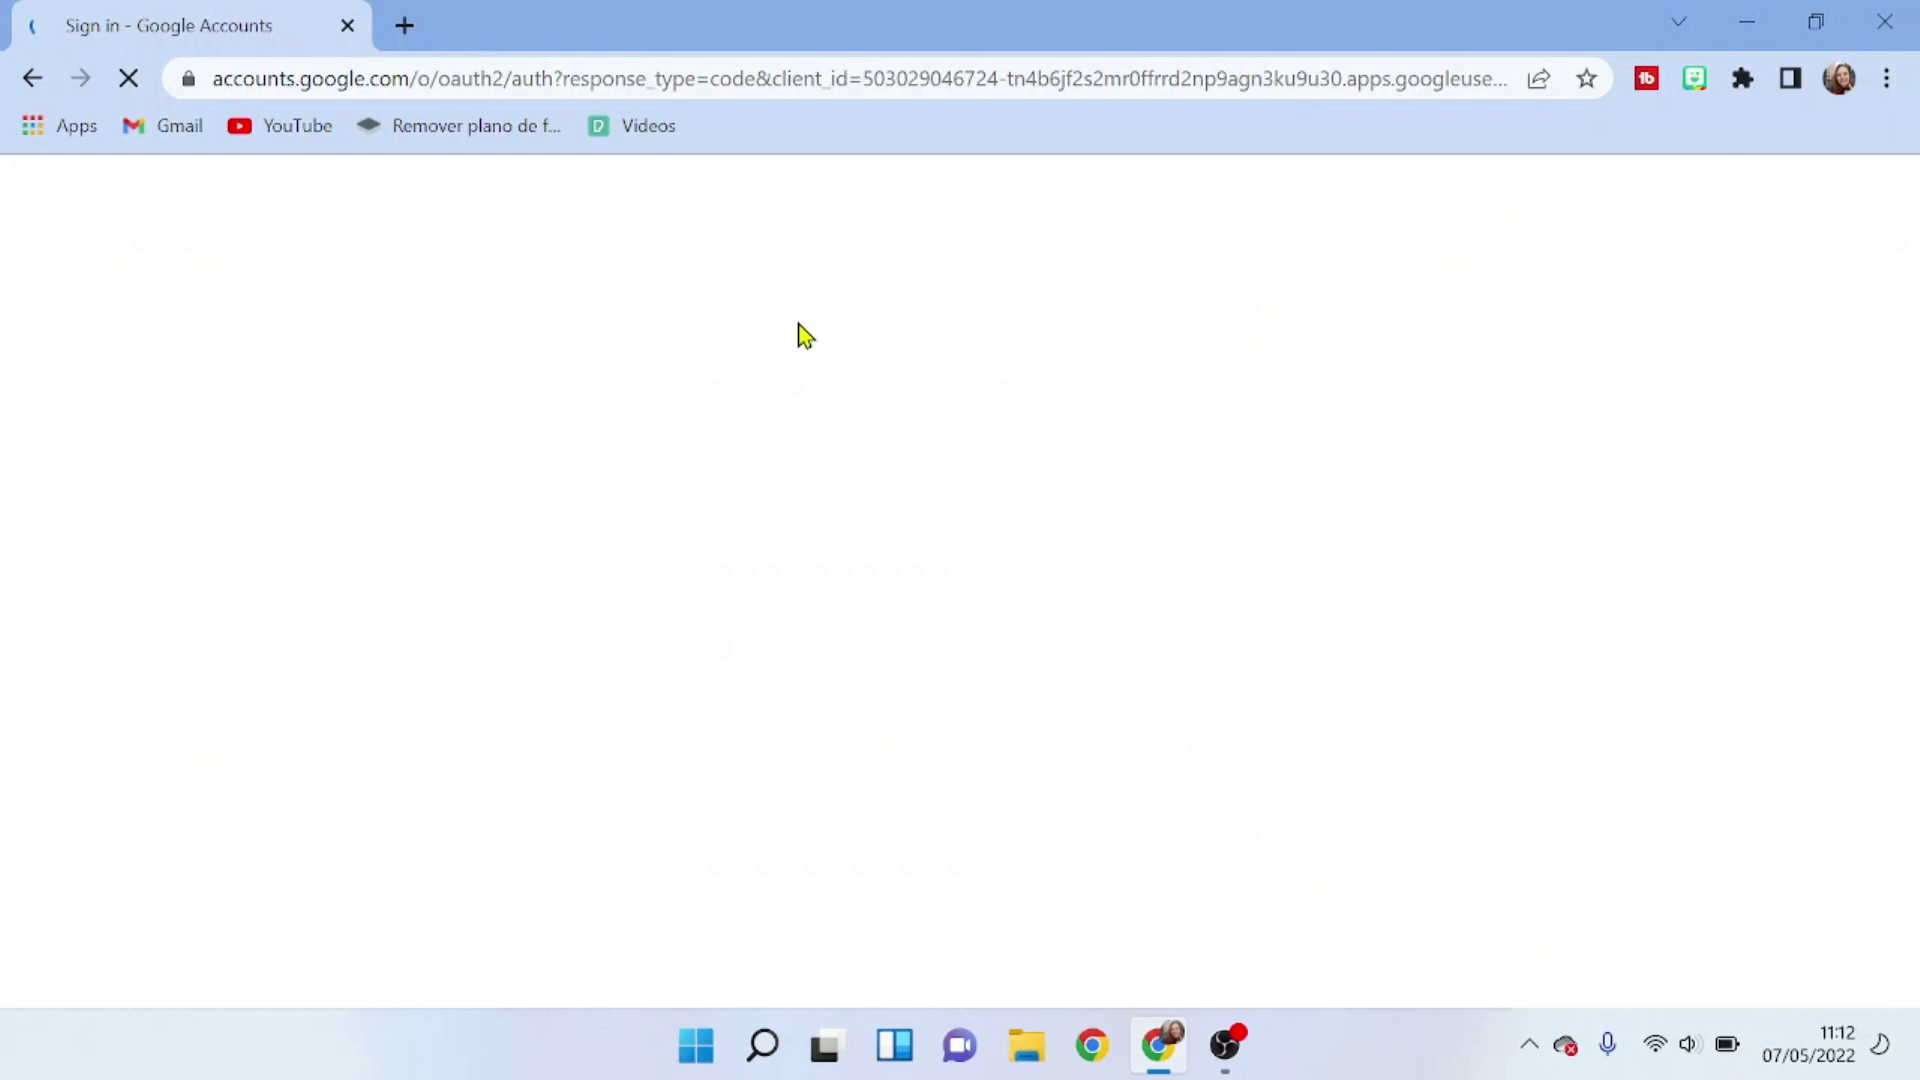 Sign in - Google Accounts
accounts.google.com/o/oauth2/auth?response_type=code&client_id=503029046724-tn4b6jf2s2mr0ffrrd2np9agn3ku9u30.apps.googleuse...
Apps Gmail YouTube Remover plano de f... Videos
11:12
07/05/2022